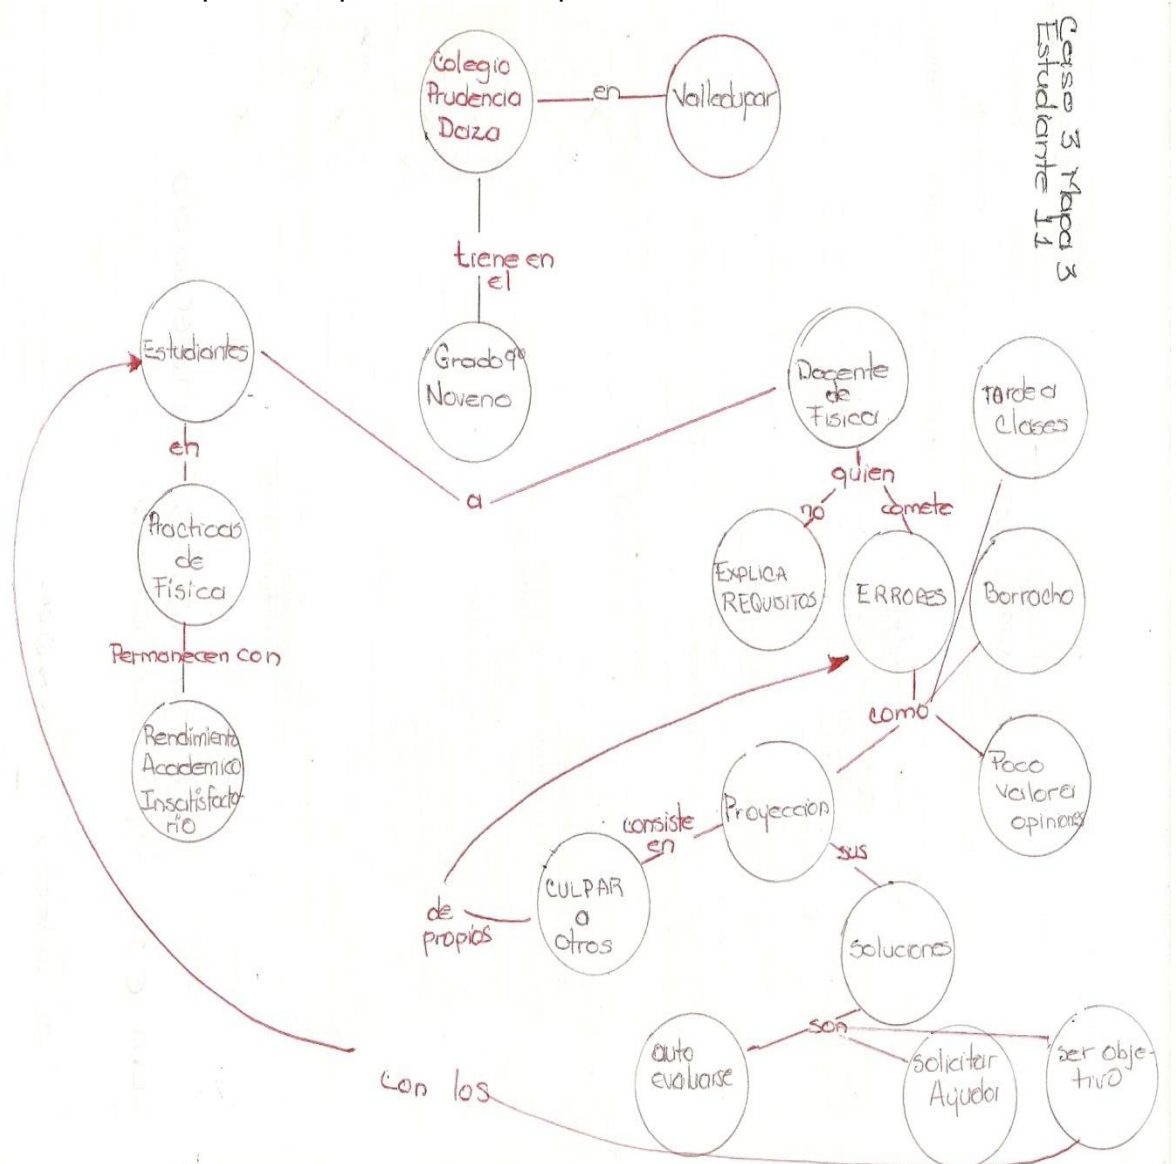 Caso 3 Mapa 3
Estudiante 11
Colegio
Prudencia
Daza
en
Valledupar
tiene en
el
Grado 9º
Noveno
Estudiantes
en
Practicas
de
Física
Permanecen con
Rendimiento
Academico
Insatisfacto-
rio
a
Docente
de
Fisica
quien
no
EXPLICA
REQUISITOS
comete
ERRORES
como
Tarde a
Clases
Borracho
Poco
valora
opiniones
Proyeccion
consiste
en
CULPAR
a
otros
de
propios
sus
soluciones
son
auto
evaluarse
solicitar
Ayuda
ser obje-
tivo
con los